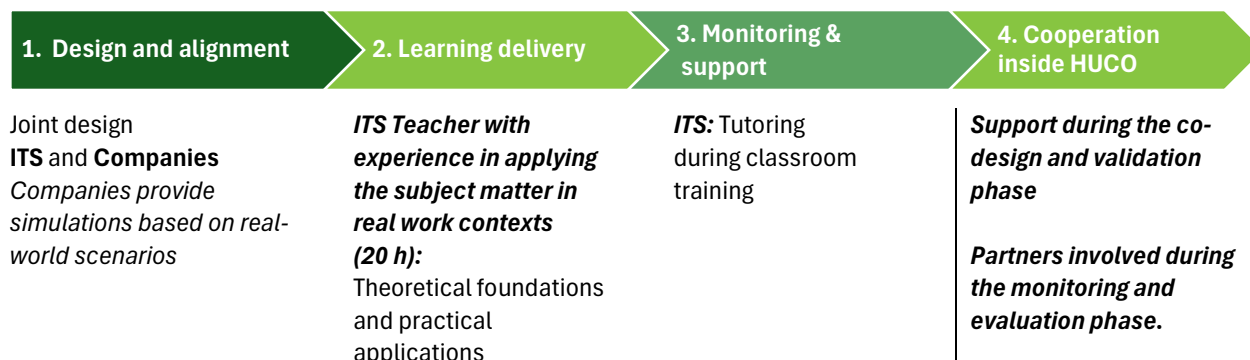 1. Design and alignment
2. Learning delivery
3. Monitoring &
support
4. Cooperation
inside HUCO
Joint design
ITS and Companies
Companies provide
simulations based on real-
world scenarios
ITS Teacher with
experience in applying
the subject matter in
real work contexts
(20 h):
Theoretical foundations
and practical
applications
ITS: Tutoring
during classroom
training
Support during the co-
design and validation
phase
Partners involved during
the monitoring and
evaluation phase.